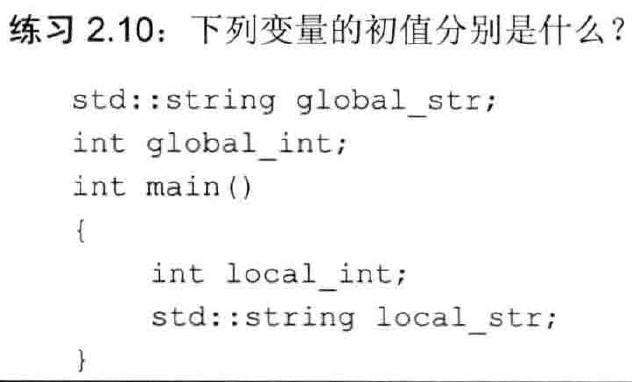 练习 2.10：下列变量的初值分别是什么？
std::string global_str;
int global_int;
int main()
{
int local_int;
std::string local_str;
}